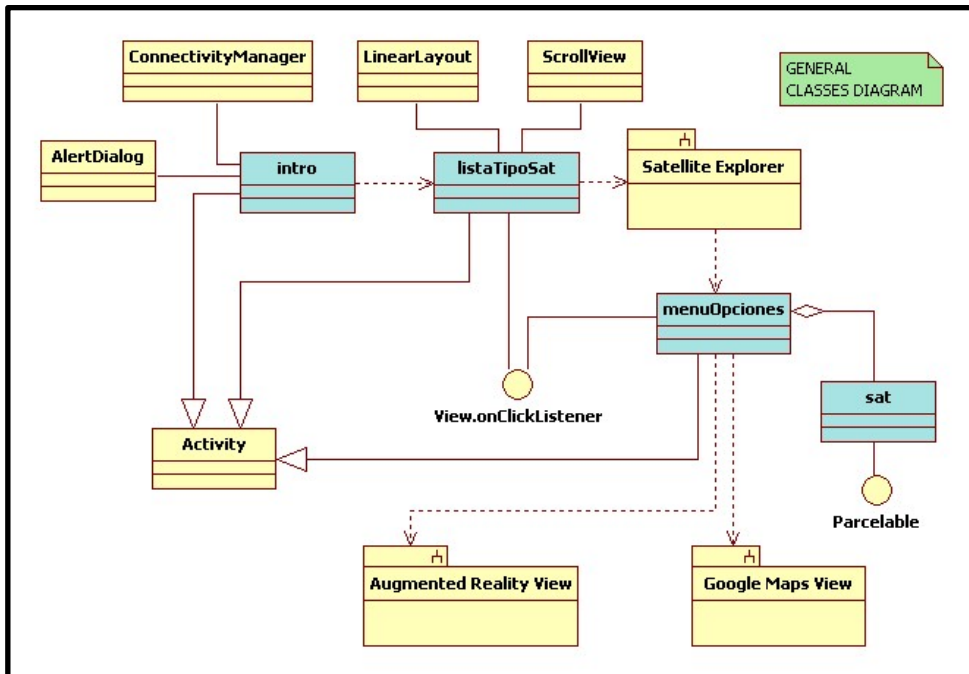 ConnectivityManager
LinearLayout
ScrollView
GENERAL
CLASSES DIAGRAM
AlertDialog
intro
listaTipoSat
Satellite Explorer
menuOpciones
sat
View.onClickListener
Activity
Parcelable
Augmented Reality View
Google Maps View